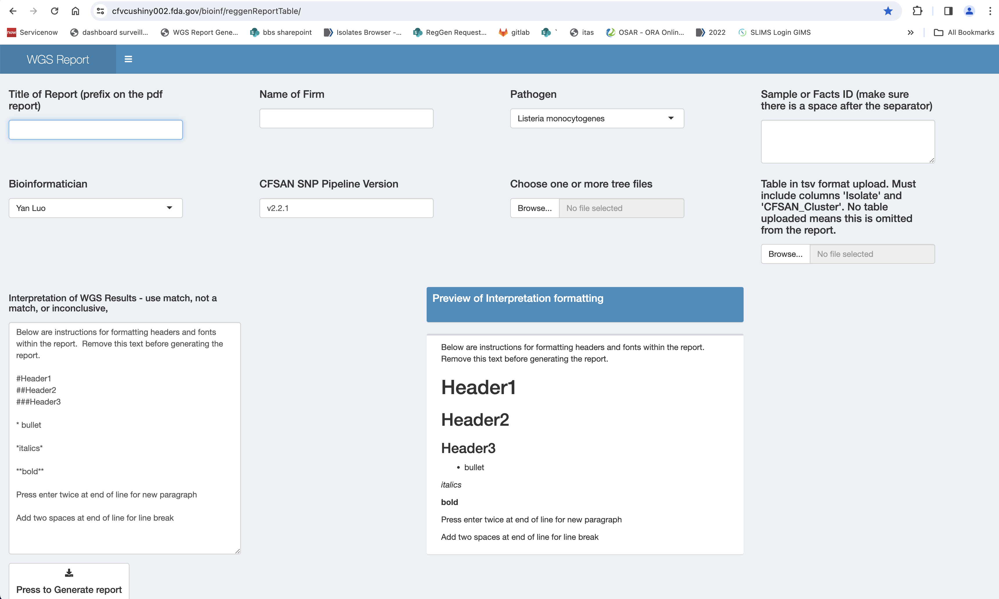 cfvcushiny002.fda.gov/bioinf/reggenReportTable/
now Servicenow dashboard surveill... WGS Report Gene... bbs sharepoint Isolates Browser -... RegGen Request... gitlab ` itas OSAR - ORA Onlin... 2022 SLIMS Login GIMS » All Bookmarks
WGS Report
Title of Report (prefix on the pdf
report)
Name of Firm
Pathogen
Listeria monocytogenes
Sample or Facts ID (make sure
there is a space after the separator)
Bioinformatician
Yan Luo
CFSAN SNP Pipeline Version
v2.2.1
Choose one or more tree files
Browse... No file selected
Table in tsv format upload. Must
include columns 'Isolate' and
'CFSAN_Cluster'. No table
uploaded means this is omitted
from the report.
Browse... No file selected
Interpretation of WGS Results - use match, not a
match, or inconclusive,
Below are instructions for formatting headers and fonts
within the report.  Remove this text before generating the
report.
#Header1
##Header2
###Header3
* bullet
*italics*
**bold**
Press enter twice at end of line for new paragraph
Add two spaces at end of line for line break
Press to Generate report
Preview of Interpretation formatting
Below are instructions for formatting headers and fonts within the report.
Remove this text before generating the report.
Header1
Header2
Header3
• bullet
italics
bold
Press enter twice at end of line for new paragraph
Add two spaces at end of line for line break